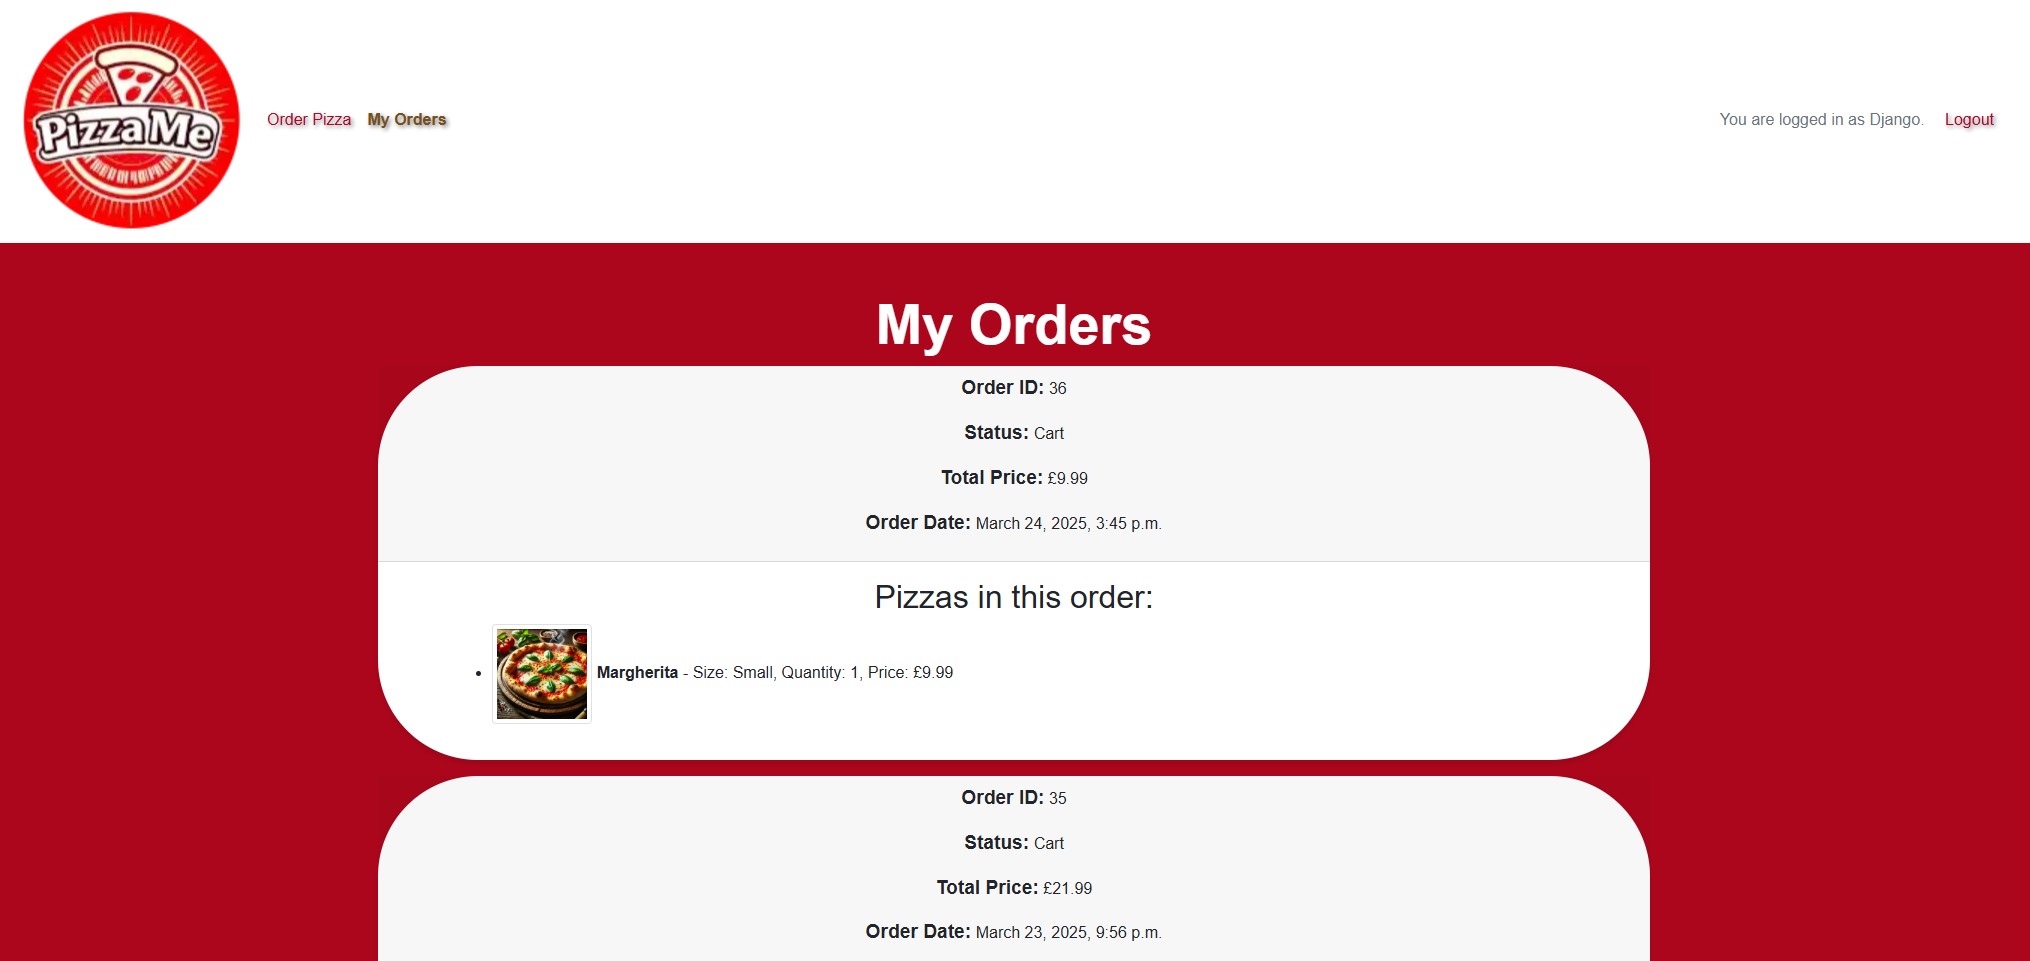 PizzaMe
Order Pizza My Orders
You are logged in as Django. Logout
My Orders
Order ID: 36
Status: Cart
Total Price: £9.99
Order Date: March 24, 2025, 3:45 p.m.
Pizzas in this order:
Margherita - Size: Small, Quantity: 1, Price: £9.99
Order ID: 35
Status: Cart
Total Price: £21.99
Order Date: March 23, 2025, 9:56 p.m.